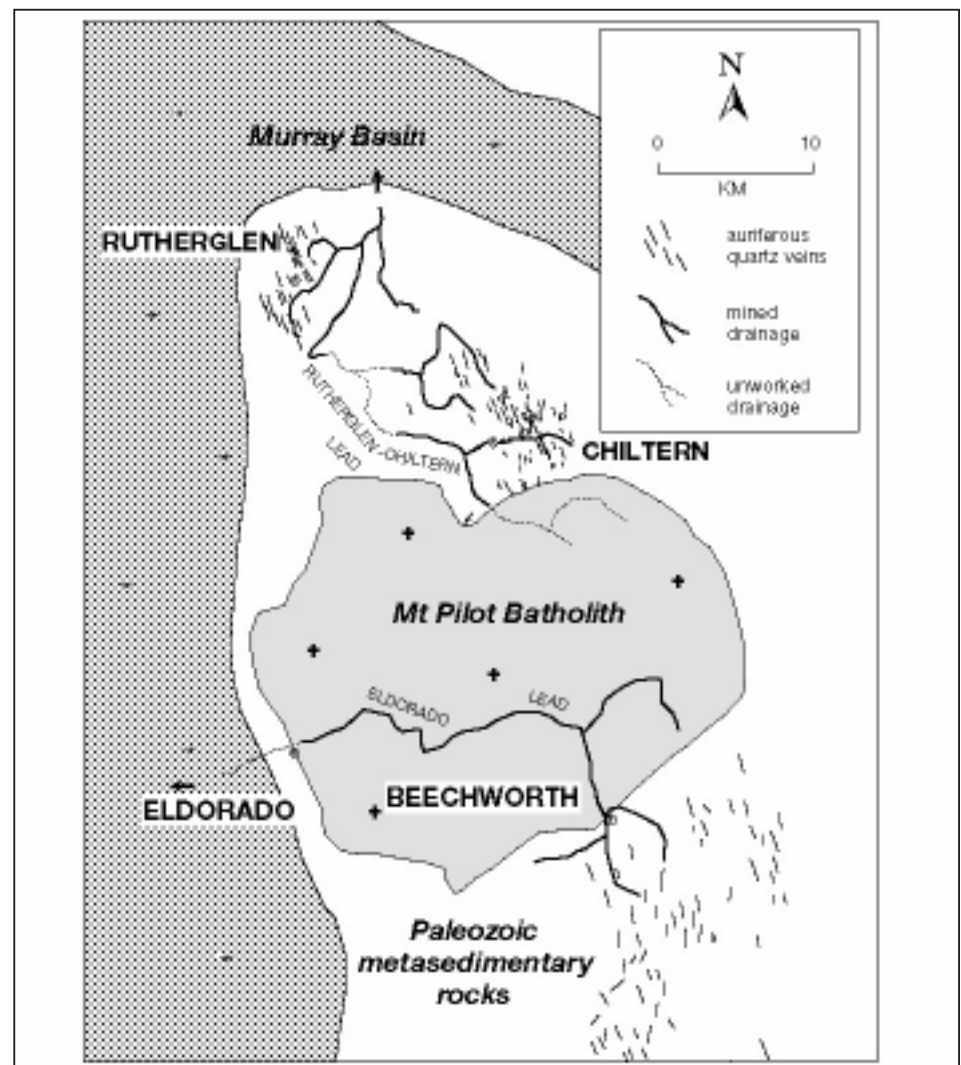 N
0 10
KM
auriferous
quartz veins
mined
drainage
unworked
drainage
Murray Basin
RUTHERGLEN
RUTHERGLEN-CHILTERN
LEAD
CHILTERN
Mt Pilot Batholith
ELDORADO LEAD
BEECHWORTH
ELDORADO
Paleozoic
metasedimentary
rocks